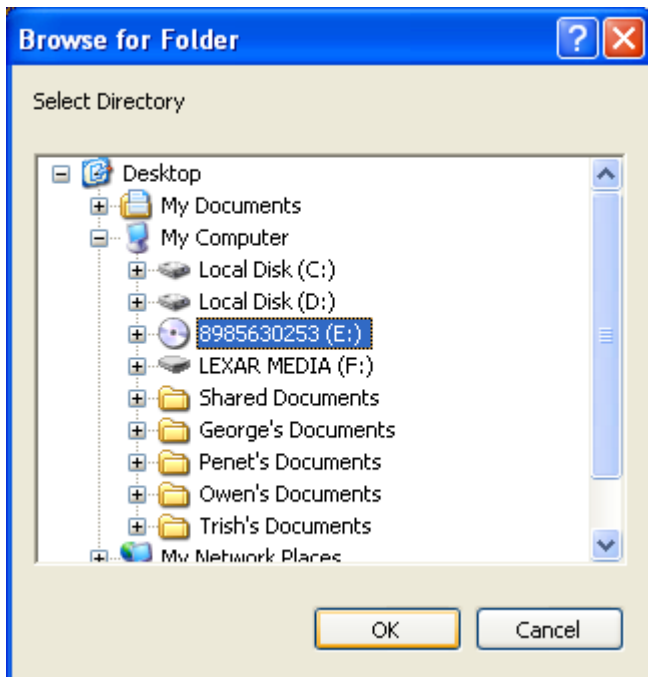 Browse for Folder
Select Directory
Desktop
My Documents
My Computer
Local Disk (C:)
Local Disk (D:)
8985630253 (E:)
LEXAR MEDIA (F:)
Shared Documents
George's Documents
Penet's Documents
Owen's Documents
Trish's Documents
My Network Places
OK Cancel